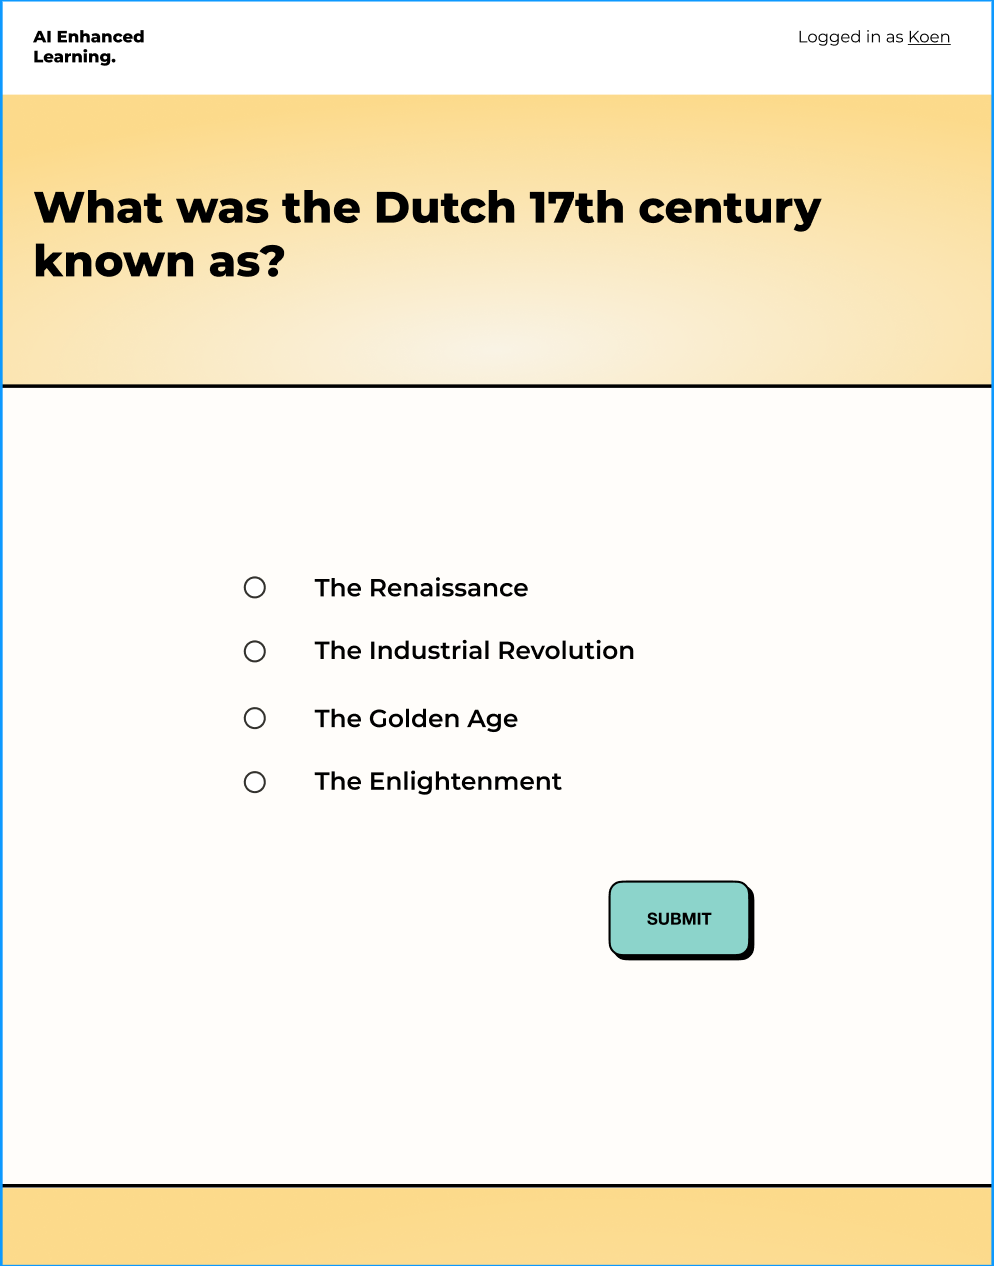 AI Enhanced
Learning.
Logged in as Koen
What was the Dutch 17th century
known as?
The Renaissance
The Industrial Revolution
The Golden Age
The Enlightenment
SUBMIT